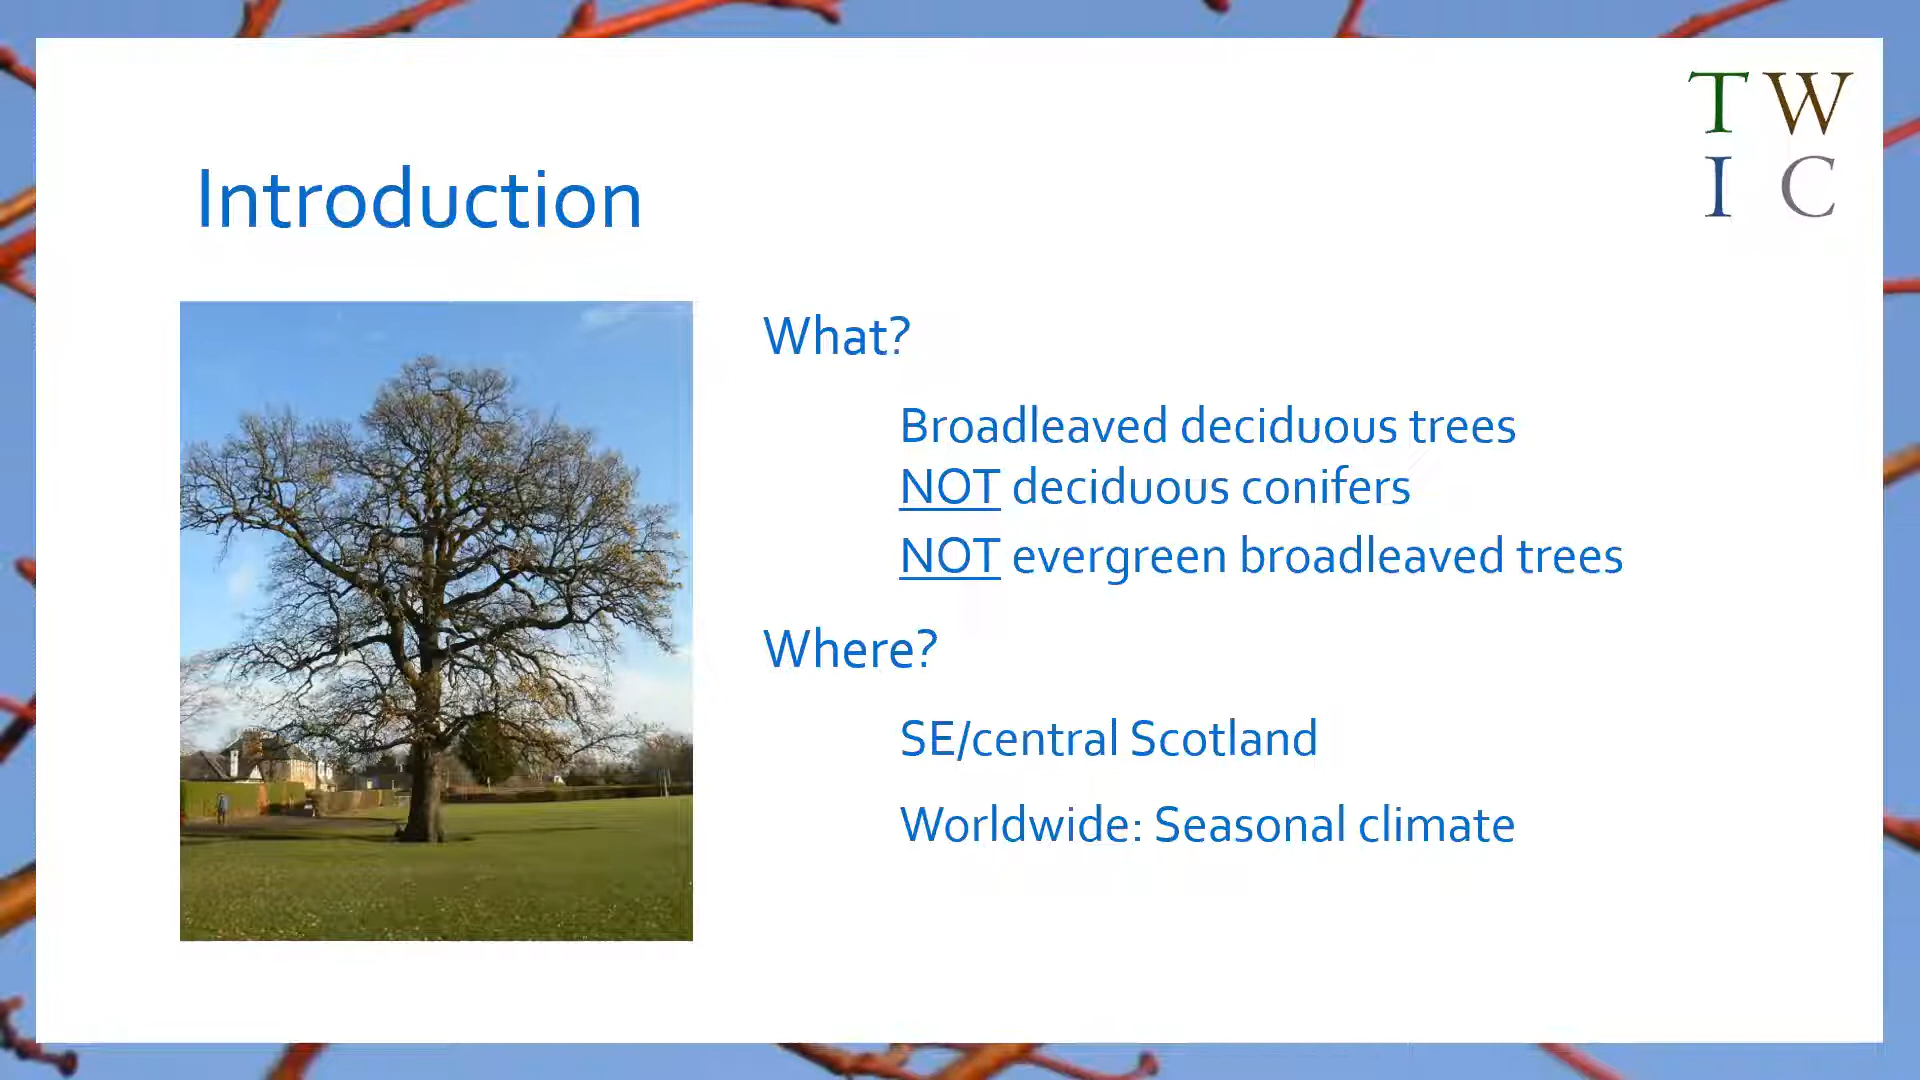 T W
I C
Introduction
What?
Broadleaved deciduous trees
NOT deciduous conifers
NOT evergreen broadleaved trees
Where?
SE/central Scotland
Worldwide: Seasonal climate